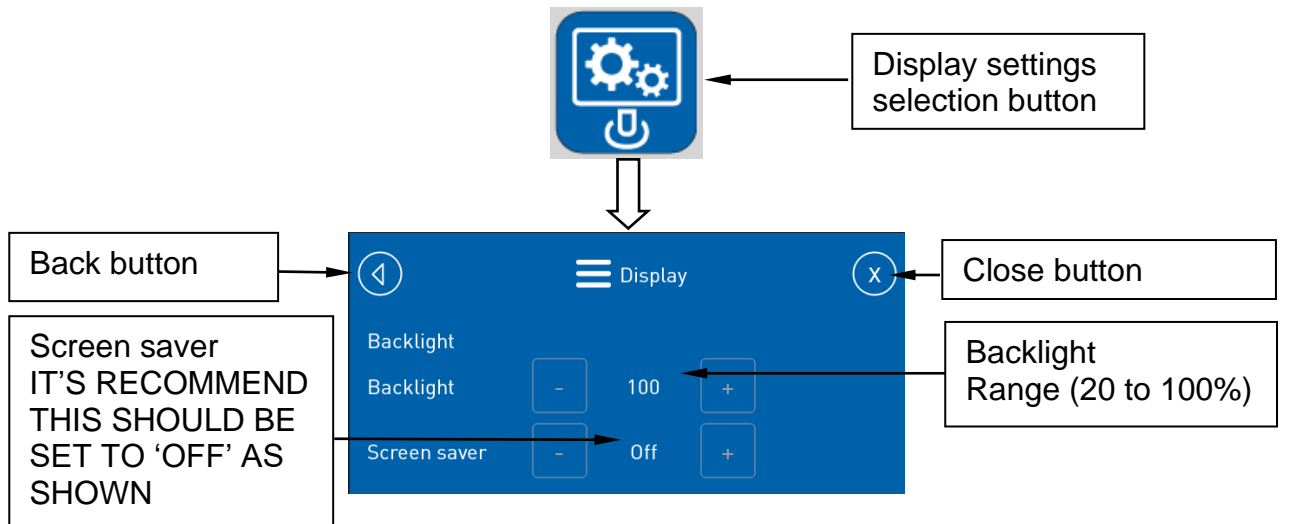 Display settings
selection button
Back button
Display
X
Close button
Screen saver
IT’S RECOMMEND
THIS SHOULD BE
SET TO ‘OFF’ AS
SHOWN
Backlight
Backlight - 100 +
Screen saver - Off +
Backlight
Range (20 to 100%)